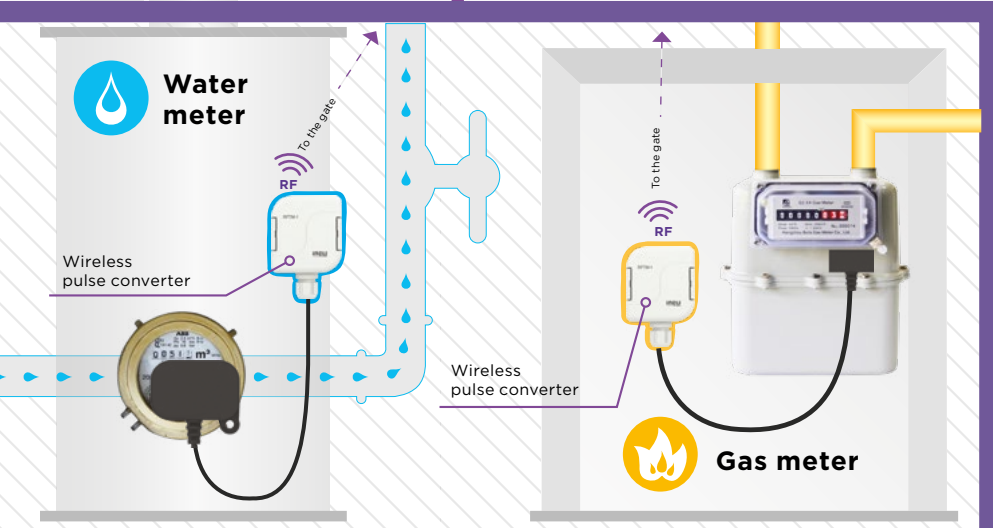 Water
meter
To the gate
RF
Wireless
pulse converter
ABB
m³
To the gate
RF
Wireless
pulse converter
Gas meter